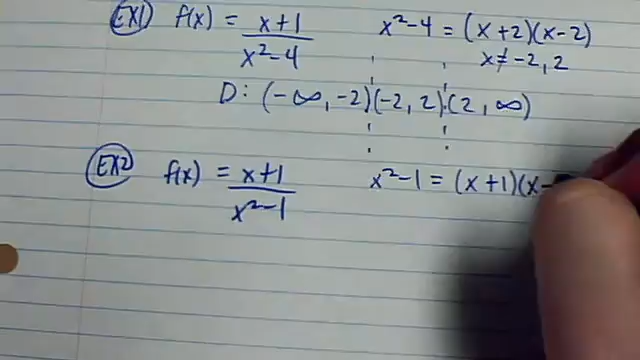 EX1) f(x) = x+1 / x²-4 x²-4 = (x+2)(x-2)
x≠-2,2
D: (-∞,-2)(-2,2)(2,∞)
EX2 f(x) = x+1 / x²-1 x²-1 = (x+1)(x-